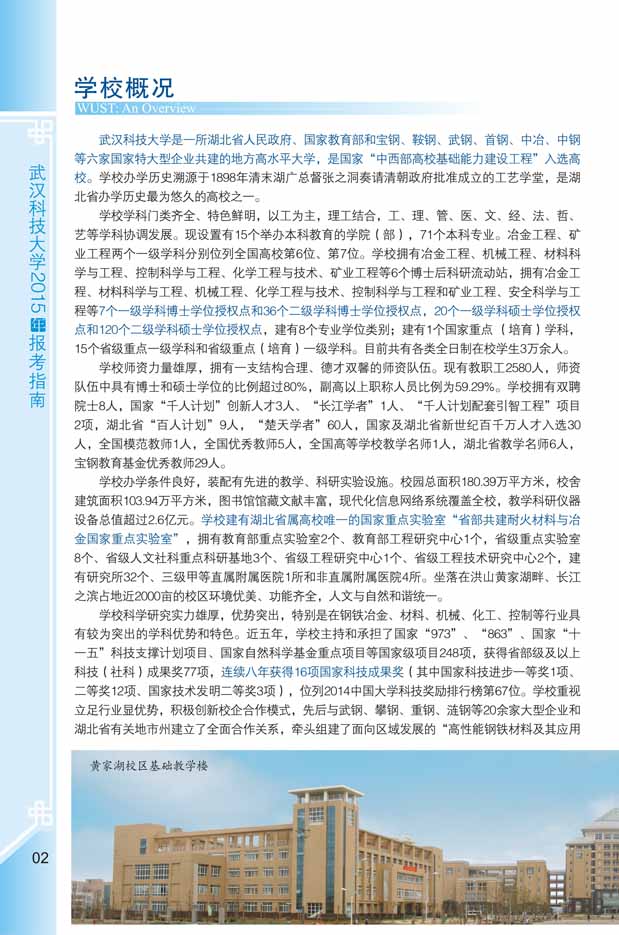 学校概况
WUST: An Overview
武汉科技大学是一所湖北省人民政府、国家教育部和宝钢、鞍钢、武钢、首钢、中冶、中钢
等六家国家特大型企业共建的地方高水平大学，是国家“中西部高校基础能力建设工程”入选高
校。学校办学历史溯源于1898年清末湖广总督张之洞奏请清朝政府批准成立的工艺学堂，是湖
北省办学历史最为悠久的高校之一。
学校学科门类齐全、特色鲜明，以工为主，理工结合，工、理、管、医、文、经、法、哲、
艺等学科协调发展。现设置有15个举办本科教育的学院（部），71个本科专业。冶金工程、矿
业工程两个一级学科分别位列全国高校第6位、第7位。学校拥有冶金工程、机械工程、材料科
学与工程、控制科学与工程、化学工程与技术、矿业工程等6个博士后科研流动站，拥有冶金工
程、材料科学与工程、机械工程、化学工程与技术、控制科学与工程和矿业工程、安全科学与工
程等7个一级学科博士学位授权点和36个二级学科博士学位授权点，20个一级学科硕士学位授权
点和120个二级学科硕士学位授权点，建有8个专业学位类别；建有1个国家重点 （培育）学科，
15个省级重点一级学科和省级重点（培育）一级学科。目前共有各类全日制在校学生3万余人。
学校师资力量雄厚，拥有一支结构合理、德才双馨的师资队伍。现有教职工2580人，师资
队伍中具有博士和硕士学位的比例超过80%，副高以上职称人员比例为59.29%。学校拥有双聘
院士8人，国家“千人计划”创新人才3人、“长江学者”1人、“千人计划配套引智工程”项目
2项，湖北省“百人计划”9人，“楚天学者”60人，国家及湖北省新世纪百千万人才人选30
人，全国模范教师1人，全国优秀教师5人，全国高等学校教学名师1人，湖北省教学名师6人，
宝钢教育基金优秀教师29人。
学校办学条件良好，装配有先进的教学、科研实验设施。校园总面积180.39万平方米，校舍
建筑面积103.94万平方米，图书馆馆藏文献丰富，现代化信息网络系统覆盖全校，教学科研仪器
设备总值超过2.6亿元。学校建有湖北省属高校唯一的国家重点实验室“省部共建耐火材料与冶
金国家重点实验室”，拥有教育部重点实验室2个、教育部工程研究中心1个，省级重点实验室
8个、省级人文社科重点科研基地3个、省级工程研究中心1个、省级工程技术研究中心2个，建
有研究所32个、三级甲等直属附属医院1所和非直属附属医院4所。坐落在洪山黄家湖畔、长江
之滨占地近2000亩的校区环境优美、功能齐全，人文与自然和谐统一。
学校科学研究实力雄厚，优势突出，特别是在钢铁冶金、材料、机械、化工、控制等行业具
有较为突出的学科优势和特色。近五年，学校主持和承担了国家“973”、“863”、国家“十
一五”科技支撑计划项目、国家自然科学基金重点项目等国家级项目248项，获得省部级及以上
科技（社科）成果奖77项，连续八年获得16项国家科技成果奖（其中国家科技进步一等奖1项、
二等奖12项、国家技术发明二等奖3项），位列2014中国大学科技奖励排行榜第67位。学校重视
立足行业显优势，积极创新校企合作模式，先后与武钢、攀钢、重钢、涟钢等20余家大型企业和
湖北省有关地市州建立了全面合作关系，牵头组建了面向区域发展的“高性能钢铁材料及其应用
黄家湖校区基础教学楼
武汉科技大学2015年报考指南
02